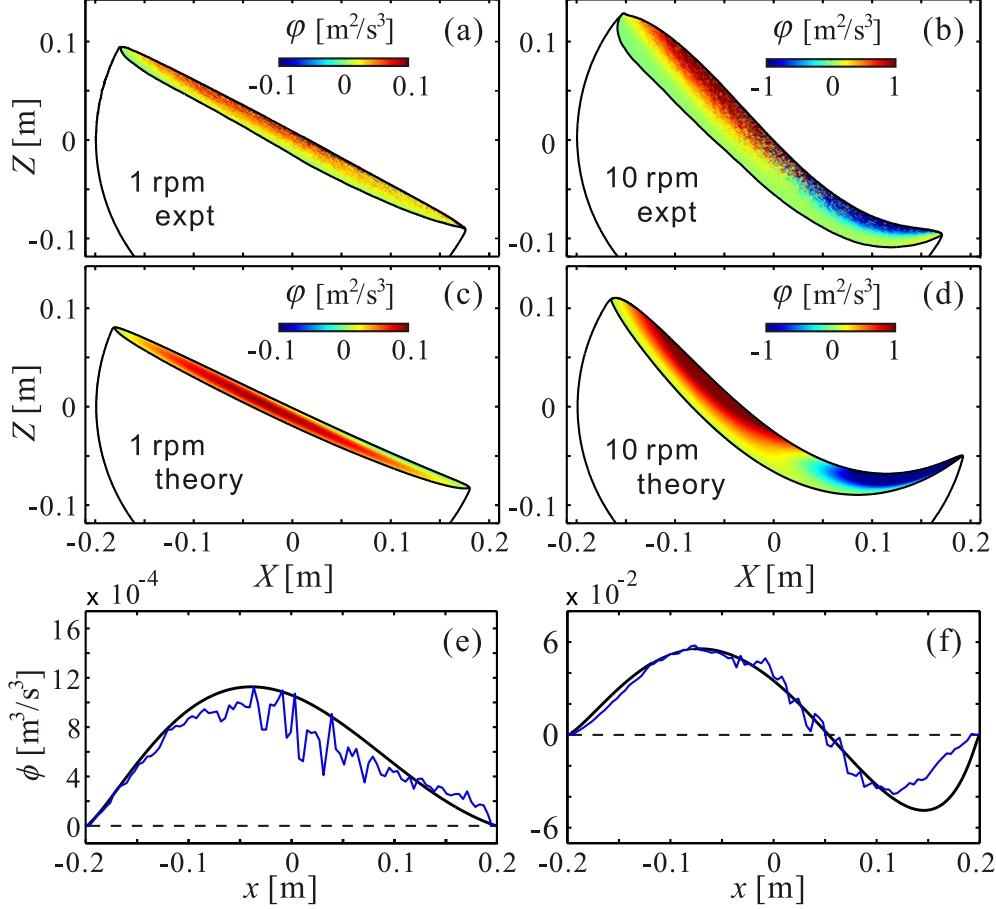 φ [m²/s³] (a)
-0.1 0 0.1
0.1
0
-0.1
Z [m]
1 rpm
expt
φ [m²/s³] (b)
-1 0 1
0.1
0
-0.1
10 rpm
expt
φ [m²/s³] (c)
-0.1 0 0.1
0.1
0
-0.1
Z [m]
1 rpm
theory
-0.2 -0.1 0 0.1 0.2
X [m]
φ [m²/s³] (d)
-1 0 1
0.1
0
-0.1
10 rpm
theory
-0.2 -0.1 0 0.1 0.2
X [m]
x 10⁻⁴
(e)
16
12
8
4
0
ϕ [m³/s³]
-0.2 -0.1 0 0.1 0.2
x [m]
x 10⁻²
(f)
6
0
-6
-0.2 -0.1 0 0.1 0.2
x [m]